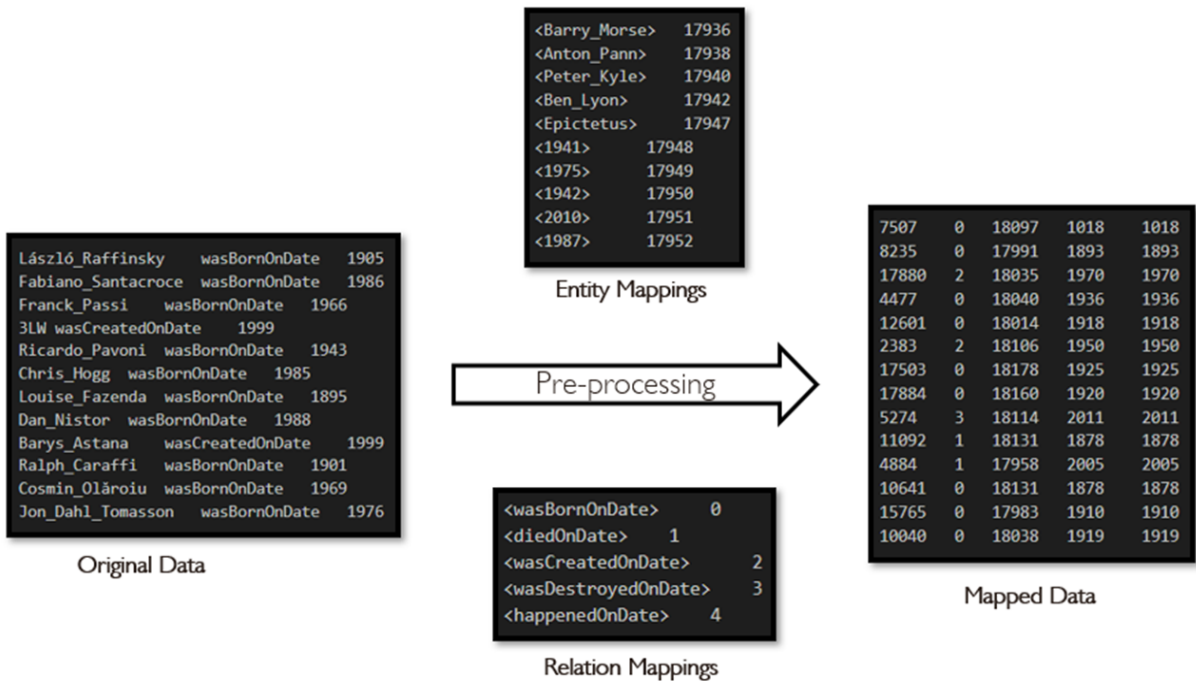 <Barry_Morse> 17936
<Anton_Pann> 17938
<Peter_Kyle> 17940
<Ben_Lyon> 17942
<Epictetus> 17947
<1941> 17948
<1975> 17949
<1942> 17950
<2010> 17951
<1987> 17952
Entity Mappings
László_Raffinsky wasBornOnDate 1905
Fabiano_Santacroce wasBornOnDate 1986
Franck_Passi wasBornOnDate 1966
3LW wasCreatedOnDate 1999
Ricardo_Pavoni wasBornOnDate 1943
Chris_Hogg wasBornOnDate 1985
Louise_Fazenda wasBornOnDate 1895
Dan_Nistor wasBornOnDate 1988
Barys_Astana wasCreatedOnDate 1999
Ralph_Caraffi wasBornOnDate 1901
Cosmin_Olăroiu wasBornOnDate 1969
Jon_Dahl_Tomasson wasBornOnDate 1976
Original Data
Pre-processing
<wasBornOnDate> 0
<diedOnDate> 1
<wasCreatedOnDate> 2
<wasDestroyedOnDate> 3
<happenedOnDate> 4
Relation Mappings
7507 0 18097 1018 1018
8235 0 17991 1893 1893
17880 2 18035 1970 1970
4477 0 18040 1936 1936
12601 0 18014 1918 1918
2383 2 18106 1950 1950
17503 0 18178 1925 1925
17884 0 18160 1920 1920
5274 3 18114 2011 2011
11092 1 18131 1878 1878
4884 1 17958 2005 2005
10641 0 18131 1878 1878
15765 0 17983 1910 1910
10040 0 18038 1919 1919
Mapped Data